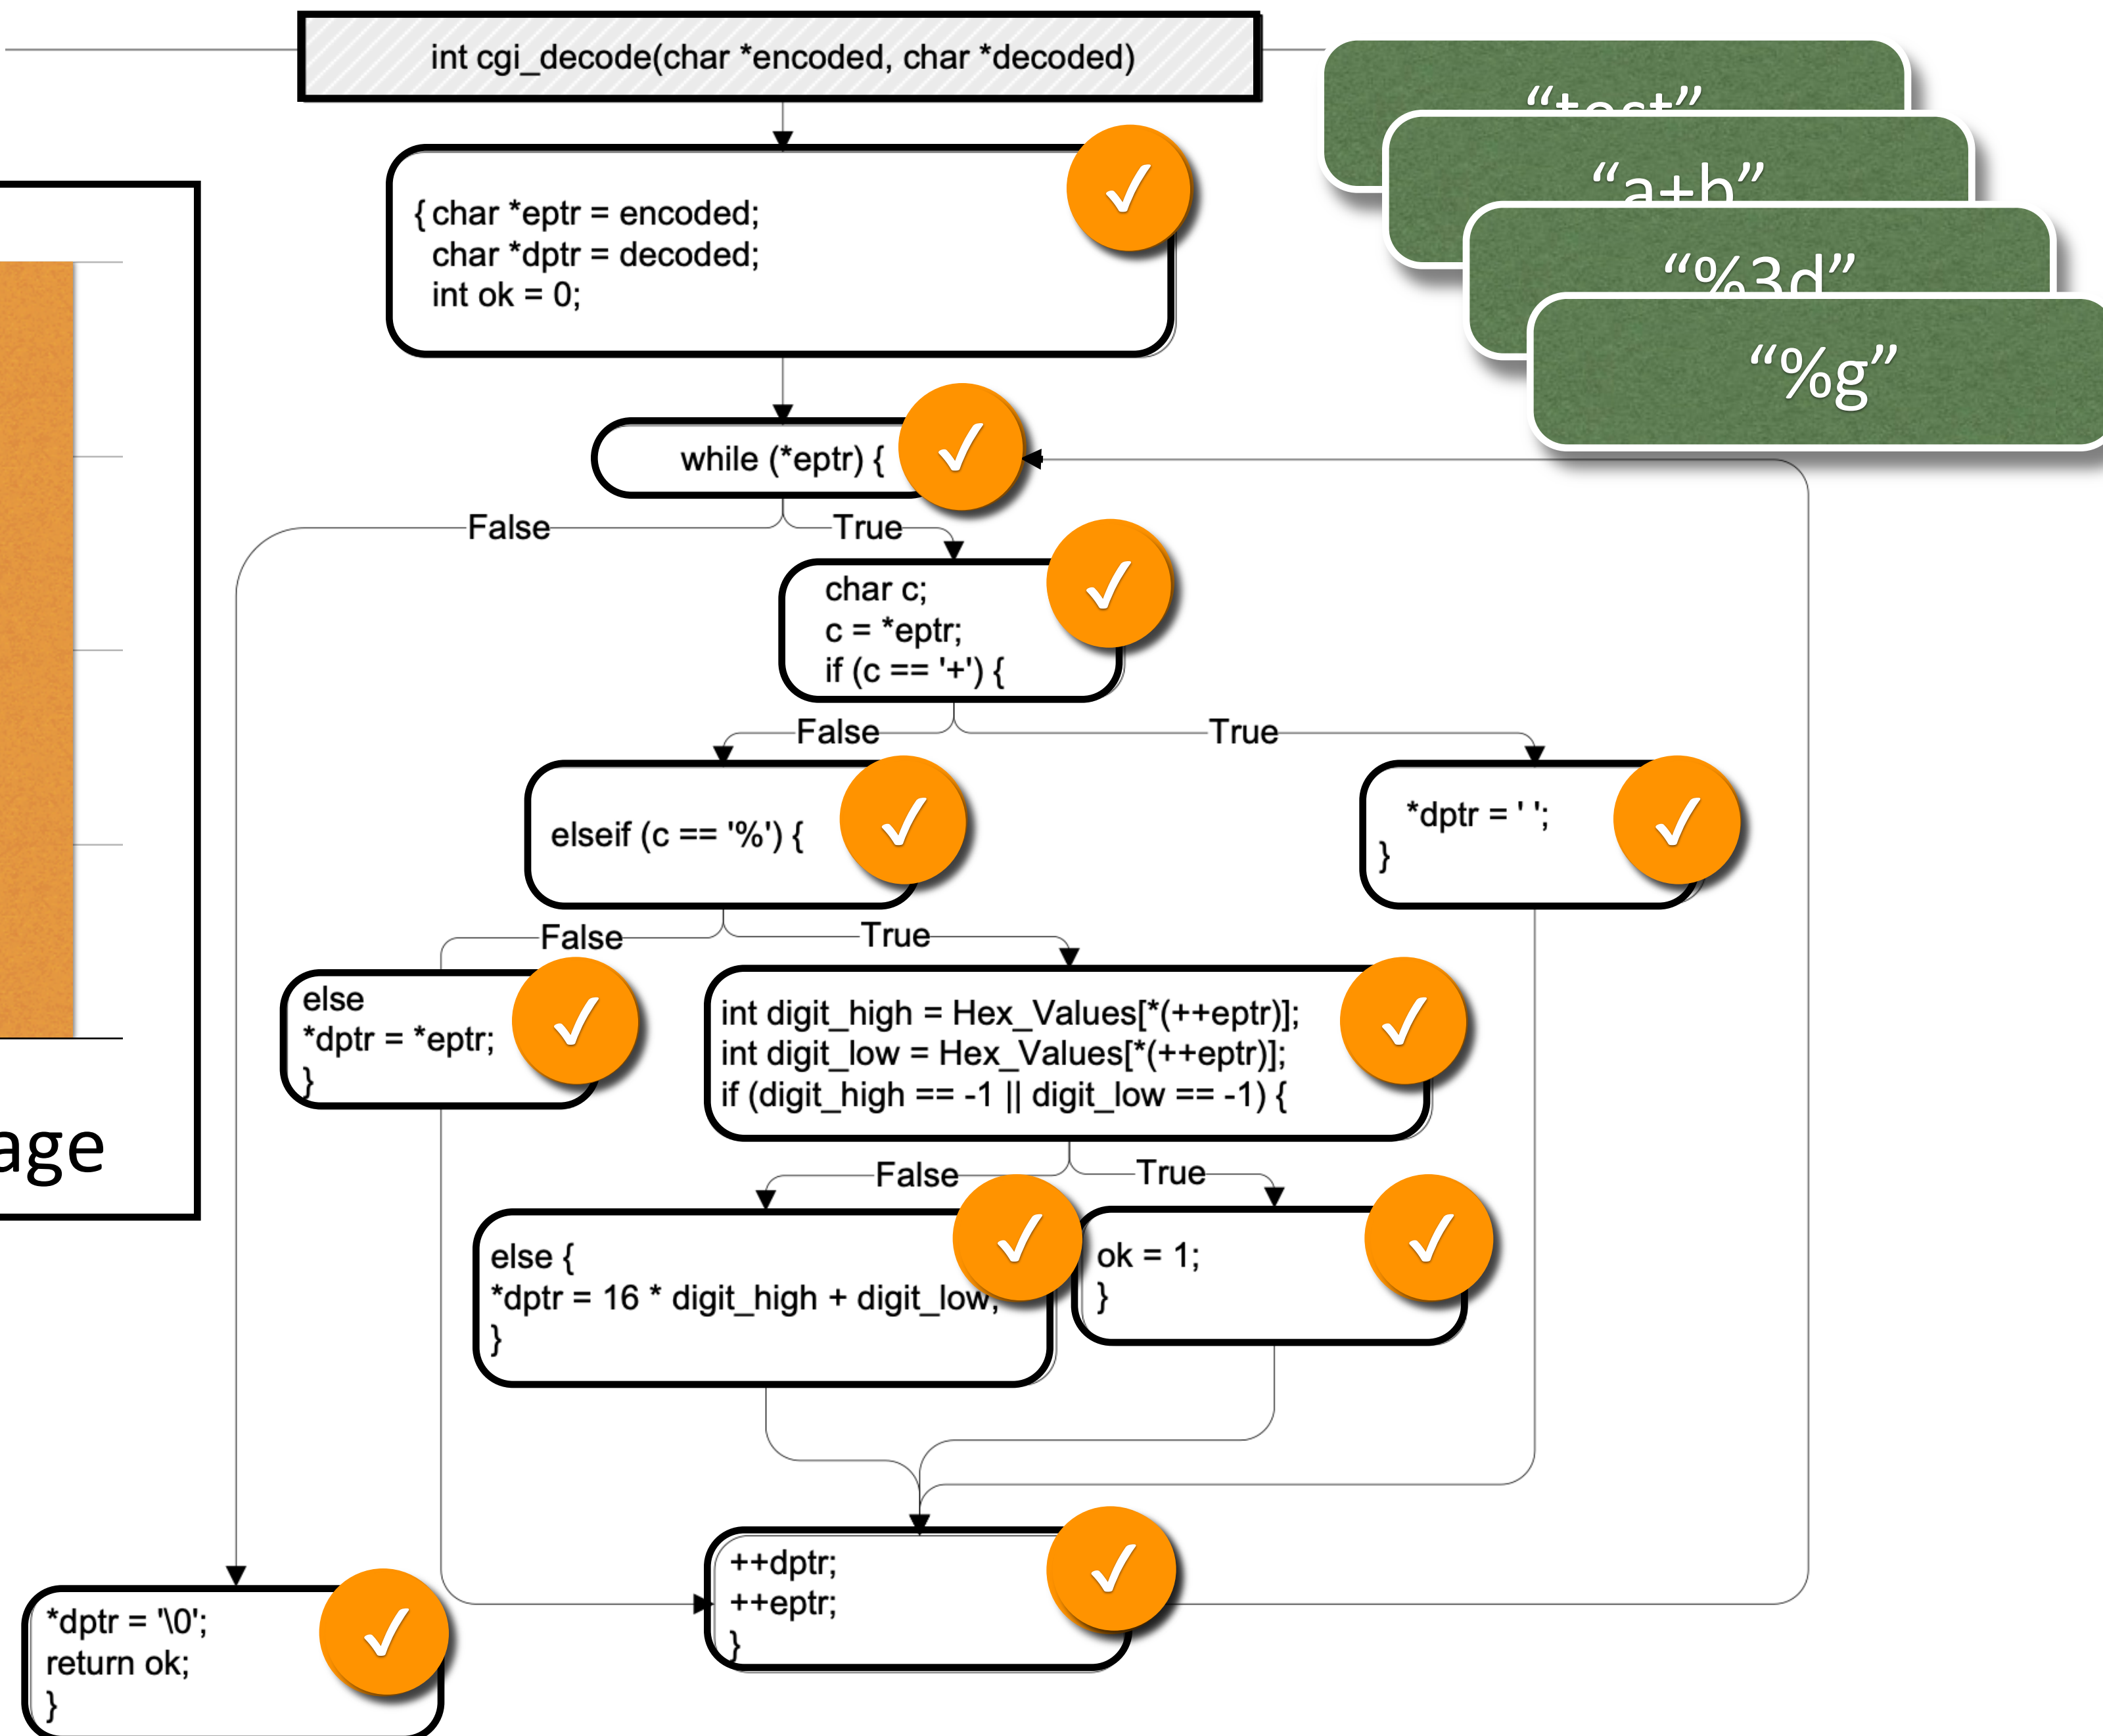 int cgi_decode(char *encoded, char *decoded)
“test”
“a+b”
“%3d”
“%g”
{ char *eptr = encoded;
char *dptr = decoded;
int ok = 0;
while (*eptr) {
False
True
char c;
c = *eptr;
if (c == '+') {
False
True
elseif (c == '%') {
*dptr = ' ';
}
False
True
else
*dptr = *eptr;
}
int digit_high = Hex_Values[*(++eptr)];
int digit_low = Hex_Values[*(++eptr)];
if (digit_high == -1 || digit_low == -1) {
age
False
True
else {
*dptr = 16 * digit_high + digit_low;
}
ok = 1;
}
++dptr;
++eptr;
}
*dptr = '\0';
return ok;
}